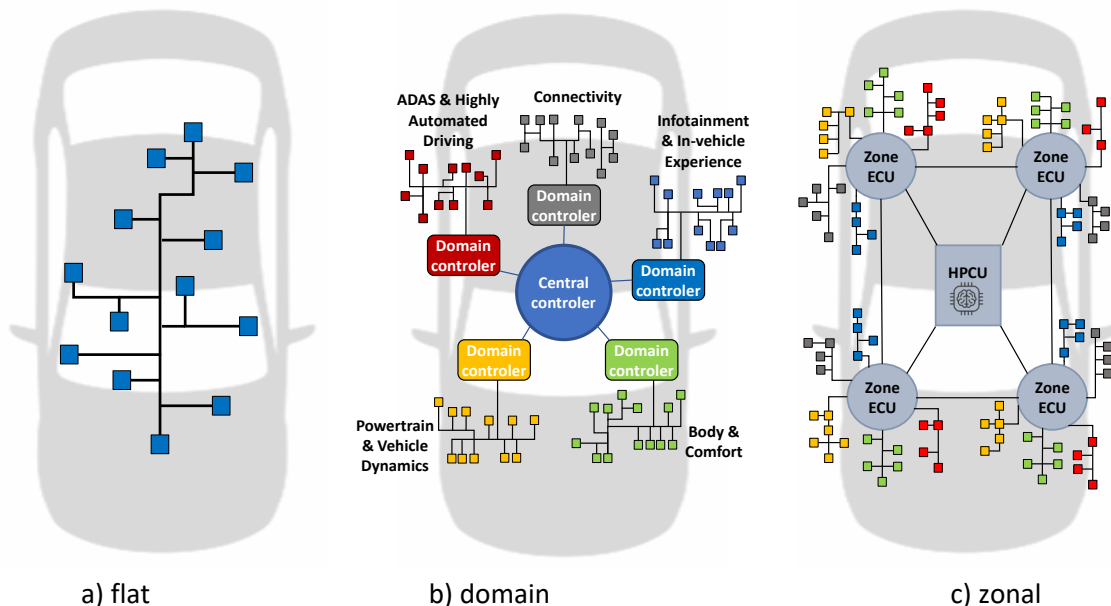 ADAS & Highly
Automated
Driving
Connectivity
Infotainment
& In-vehicle
Experience
Domain
controler
Domain
controler
Domain
controler
Central
controler
Domain
controler
Domain
controler
Powertrain
& Vehicle
Dynamics
Body &
Comfort
Zone
ECU
Zone
ECU
HPCU
Zone
ECU
Zone
ECU
a) flat
b) domain
c) zonal